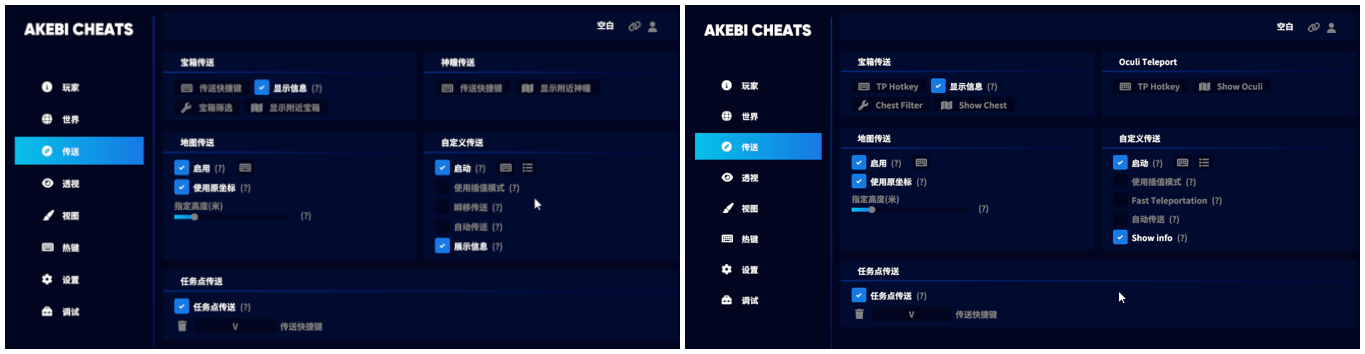 AKEBI CHEATS
空白
玩家
世界
传送
透视
视图
热键
设置
调试
宝箱传送
传送快捷键 显示信息 (?)
宝箱筛选 显示附近宝箱
神瞳传送
传送快捷键 显示附近神瞳
地图传送
启用 (?)
使用原坐标 (?)
指定高度(米)
(?)
自定义传送
启动 (?)
使用插值模式 (?)
瞬移传送 (?)
自动传送 (?)
展示信息 (?)
任务点传送
任务点传送 (?)
V 传送快捷键
AKEBI CHEATS
空白
玩家
世界
传送
透视
视图
热键
设置
调试
宝箱传送
TP Hotkey 显示信息 (?)
Chest Filter Show Chest
Oculi Teleport
TP Hotkey Show Oculi
地图传送
启用 (?)
使用原坐标 (?)
指定高度(米)
(?)
自定义传送
启动 (?)
使用插值模式 (?)
Fast Teleportation (?)
自动传送 (?)
Show info (?)
任务点传送
任务点传送 (?)
V 传送快捷键